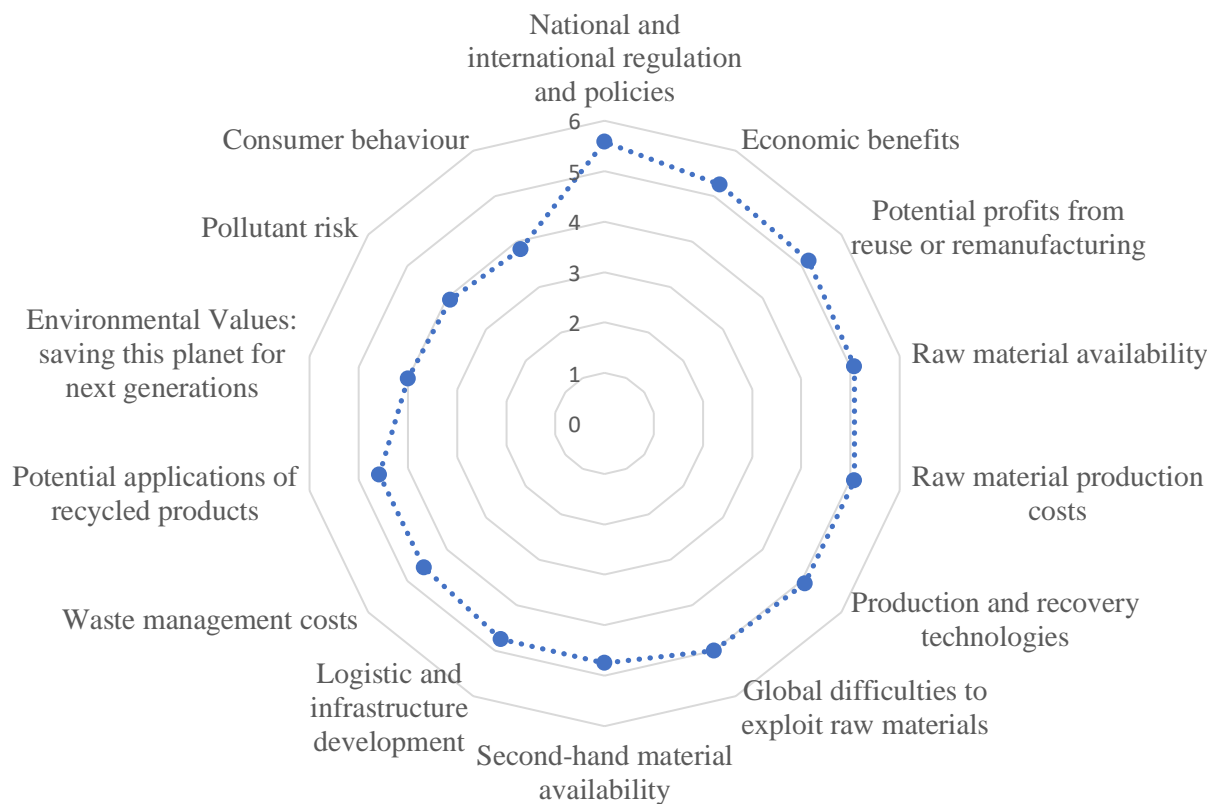 National and
international regulation
and policies
Economic benefits
Potential profits from
reuse or remanufacturing
Raw material availability
Raw material production
costs
Production and recovery
technologies
Global difficulties to
exploit raw materials
Second-hand material
availability
Logistic and
infrastructure
development
Waste management costs
Potential applications of
recycled products
Environmental Values:
saving this planet for
next generations
Pollutant risk
Consumer behaviour
6
5
4
3
2
1
0